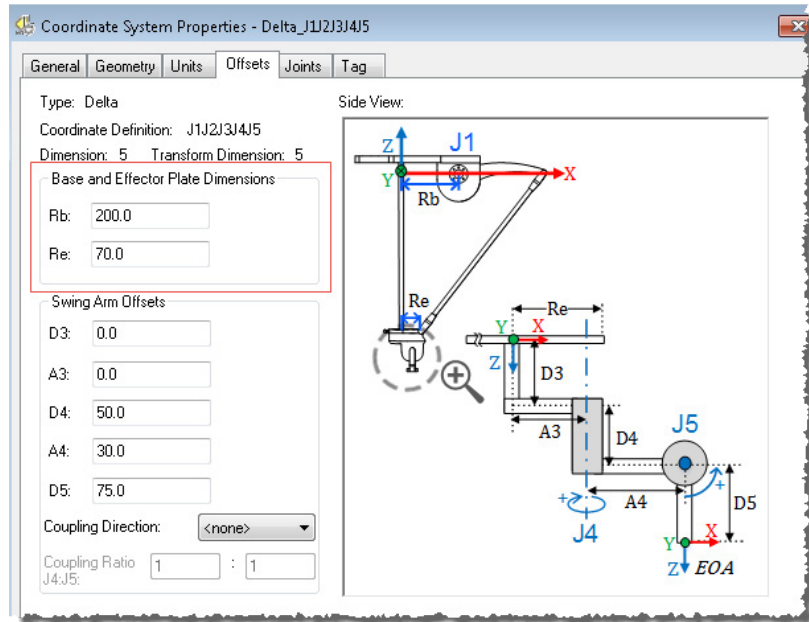 Coordinate System Properties - Delta_J1J2J3J4J5
General Geometry Units Offsets Joints Tag
Type: Delta
Side View:
Coordinate Definition: J1J2J3J4J5
Dimension: 5 Transform Dimension: 5
Base and Effector Plate Dimensions
Rb: 200.0
Re: 70.0
Swing Arm Offsets
D3: 0.0
A3: 0.0
D4: 50.0
A4: 30.0
D5: 75.0
Coupling Direction: <none>
Coupling Ratio 1 : 1
J4:J5:
Z J1
Y X
Rb
Re
Re
Y X
Z D3
A3 D4 J5
+ A4 + D5
J4
Y X
Z EOA